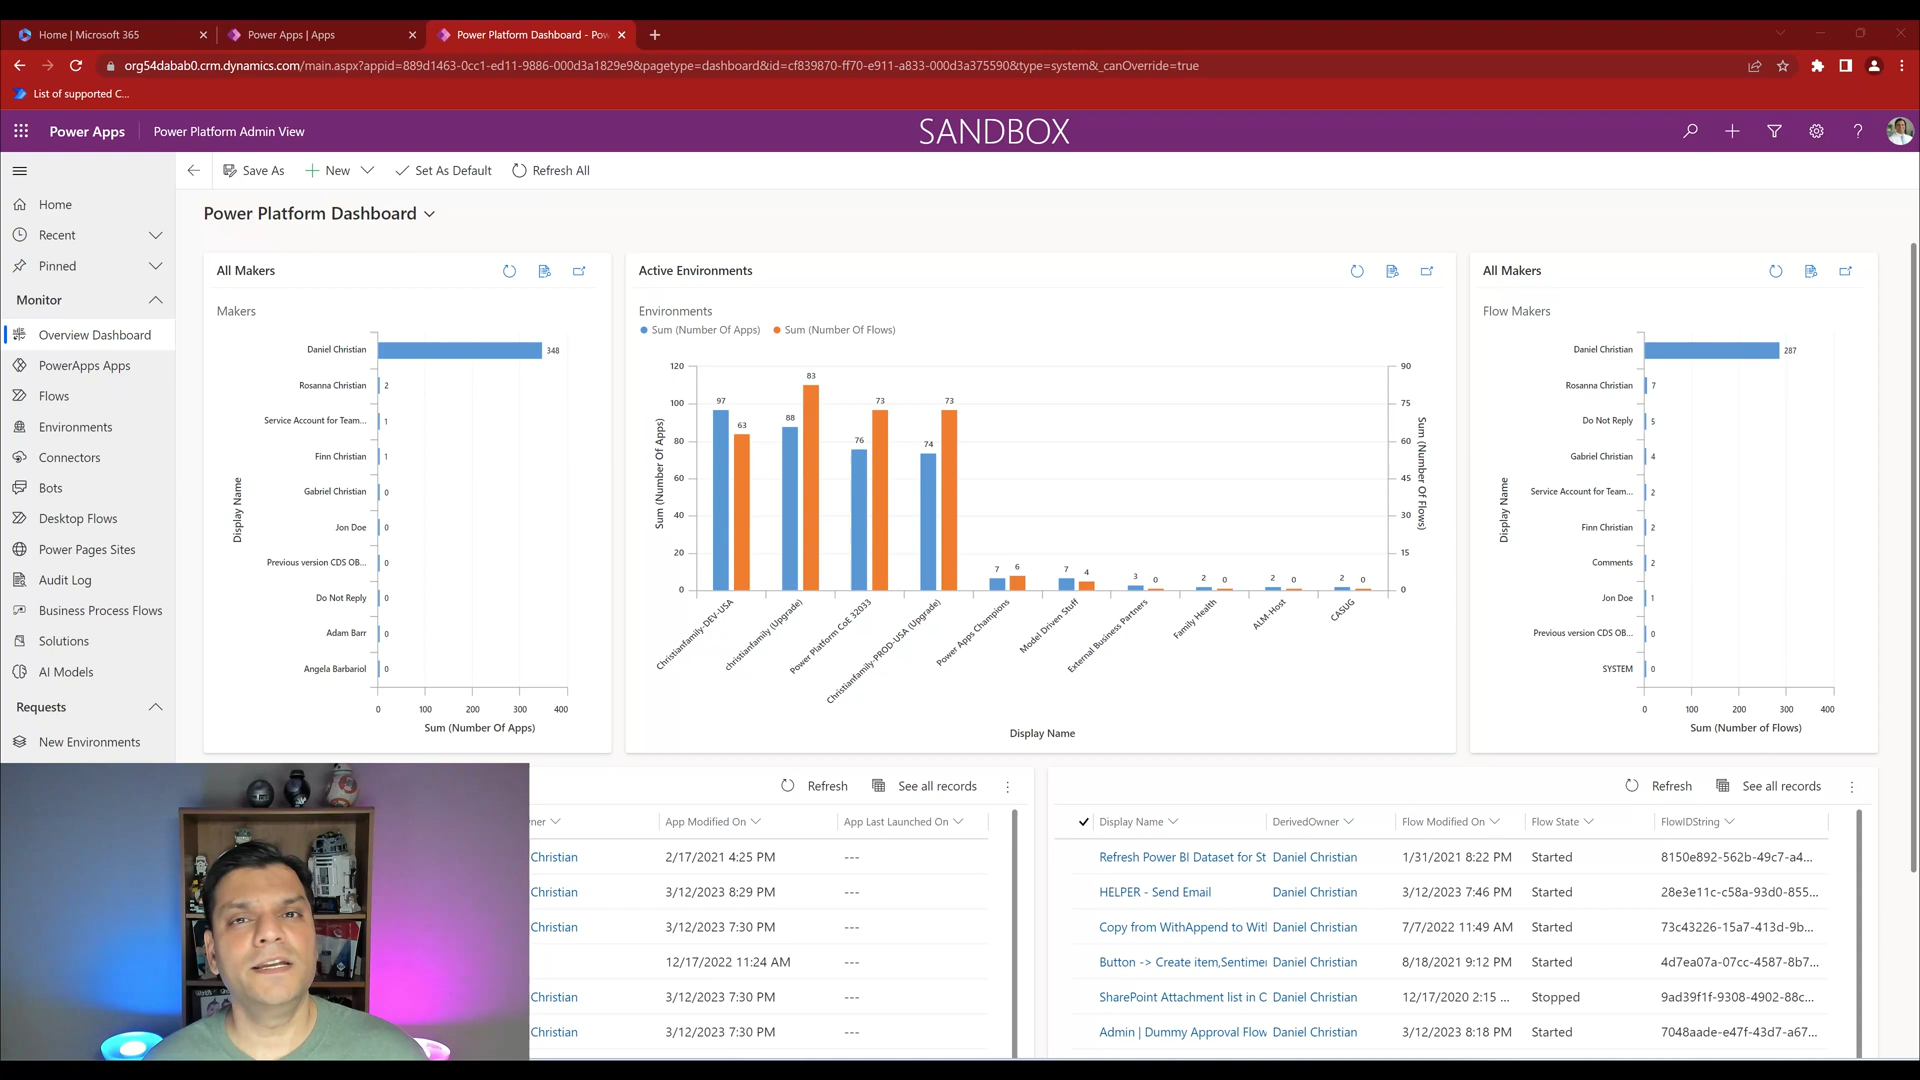 Home | Microsoft 365
Power Apps | Apps
Power Platform Dashboard - Pow
org54dabab0.crm.dynamics.com/main.aspx?appid=889d1463-0cc1-ed11-9886-000d3a1829e9&pagetype=dashboard&id=cf839870-ff70-e911-a833-000d3a375590&type=system&_canOverride=true
List of supported C...
Power Apps
Power Platform Admin View
SANDBOX
Save As
New
Set As Default
Refresh All
Home
Recent
Pinned
Monitor
Overview Dashboard
PowerApps Apps
Flows
Environments
Connectors
Bots
Desktop Flows
Power Pages Sites
Audit Log
Business Process Flows
Solutions
AI Models
Requests
New Environments
Power Platform Dashboard
All Makers
Makers
Display Name
Daniel Christian 348
Rosanna Christian 2
Service Account for Team... 1
Finn Christian 1
Gabriel Christian 0
Jon Doe 0
Previous version CDS OB... 0
Do Not Reply 0
Adam Barr 0
Angela Barbariol 0
0 100 200 300 400
Sum (Number Of Apps)
Active Environments
Environments
Sum (Number Of Apps) Sum (Number Of Flows)
Sum (Number Of Apps)
120
100
80
60
40
20
0
97 63 88 83 76 73 74 73 7 6 7 4 3 0 2 0 2 0 2 0
90
75
60
45
30
15
0
Sum (Number Of Flows)
Christianfamily-DEV-USA
christianfamily (Upgrade)
Power Platform CoE 32033
Christianfamily-PROD-USA (Upgrade)
Power Apps Champions
Model Driven Stuff
External Business Partners
Family Health
ALM-Host
CASUG
Display Name
All Makers
Flow Makers
Display Name
Daniel Christian 287
Rosanna Christian 7
Do Not Reply 5
Gabriel Christian 4
Service Account for Team... 2
Finn Christian 2
Comments 2
Jon Doe 1
Previous version CDS OB... 0
SYSTEM 0
0 100 200 300 400
Sum (Number of Flows)
Refresh See all records
ner App Modified On App Last Launched On
Christian 2/17/2021 4:25 PM ---
Christian 3/12/2023 8:29 PM ---
Christian 3/12/2023 7:30 PM ---
12/17/2022 11:24 AM ---
Christian 3/12/2023 7:30 PM ---
Christian 3/12/2023 7:30 PM ---
Refresh See all records
Display Name DerivedOwner Flow Modified On Flow State FlowIDString
Refresh Power BI Dataset for St Daniel Christian 1/31/2021 8:22 PM Started 8150e892-562b-49c7-a4...
HELPER - Send Email Daniel Christian 3/12/2023 7:46 PM Started 28e3e11c-c58a-93d0-855...
Copy from WithAppend to Witl Daniel Christian 7/7/2022 11:49 AM Started 73c43226-15a7-413d-9b...
Button -> Create item,Sentimer Daniel Christian 8/18/2021 9:12 PM Started 4d7ea07a-07cc-4587-8b7...
SharePoint Attachment list in C Daniel Christian 12/17/2020 2:15 ... Stopped 9ad39f1f-9308-4902-88c...
Admin | Dummy Approval Flow Daniel Christian 3/12/2023 8:18 PM Started 7048aade-e47f-43d7-a67...